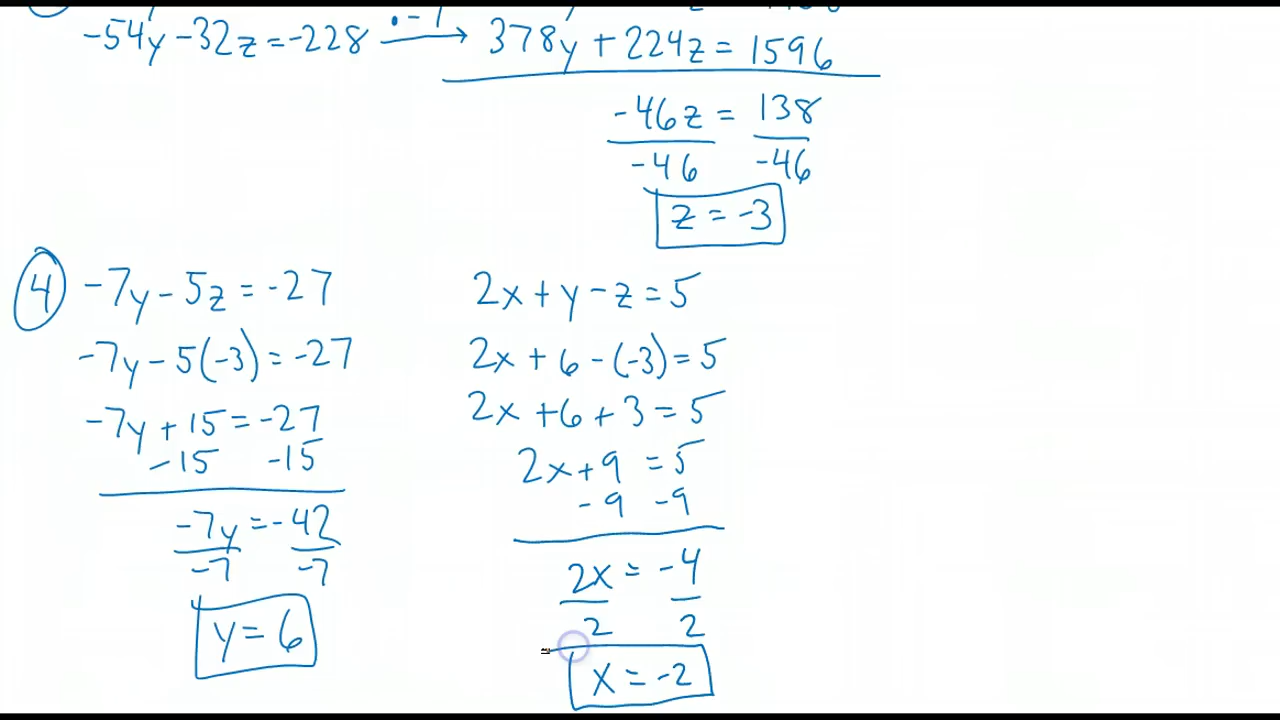 -54y - 32z = -228 · -7 → 378y + 224z = 1596
-46z = 138
-46 -46
z = -3
4 -7y - 5z = -27
-7y - 5(-3) = -27
-7y + 15 = -27
-15 -15
-7y = -42
-7 -7
y = 6
2x + y - z = 5
2x + 6 - (-3) = 5
2x + 6 + 3 = 5
2x + 9 = 5
-9 -9
2x = -4
2 2
x = -2